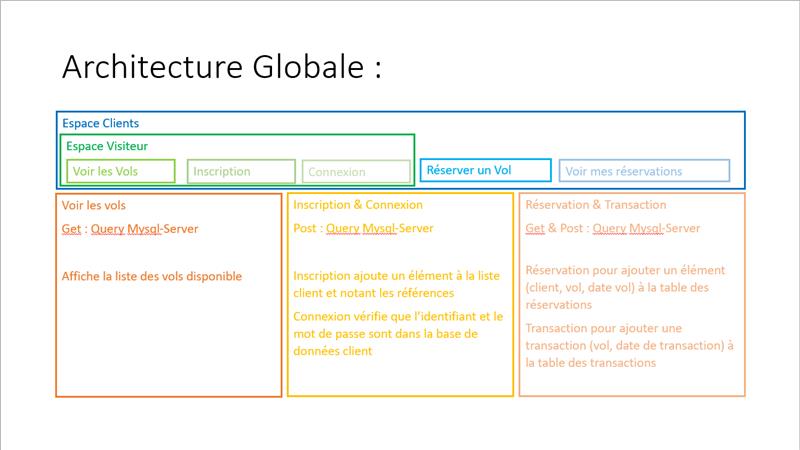 Architecture Globale :
Espace Clients
Espace Visiteur
Voir les Vols
Inscription
Connexion
Réserver un Vol
Voir mes réservations
Voir les vols
Get : Query Mysql-Server
Affiche la liste des vols disponible
Inscription & Connexion
Post : Query Mysql-Server
Inscription ajoute un élément à la liste
client et notant les références
Connexion vérifie que l'identifiant et le
mot de passe sont dans la base de
données client
Réservation & Transaction
Get & Post : Query Mysql-Server
Réservation pour ajouter un élément
(client, vol, date vol) à la table des
réservations
Transaction pour ajouter une
transaction (vol, date de transaction) à
la table des transactions